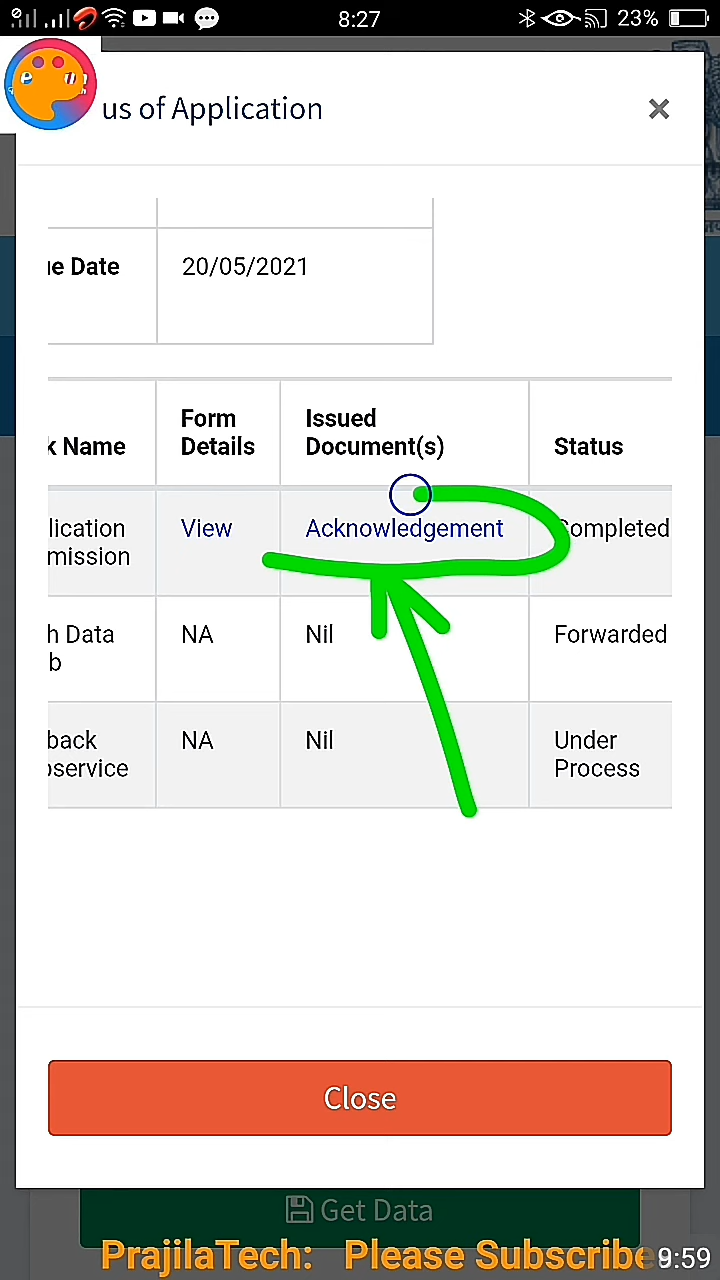 8:27
23%
us of Application
ue Date
20/05/2021
k Name
Form
Details
Issued
Document(s)
Status
lication
mission
View
Acknowledgement
Completed
h Data
b
NA
Nil
Forwarded
back
oservice
NA
Nil
Under
Process
Close
Get Data
PrajilaTech: Please Subscribe
9:59